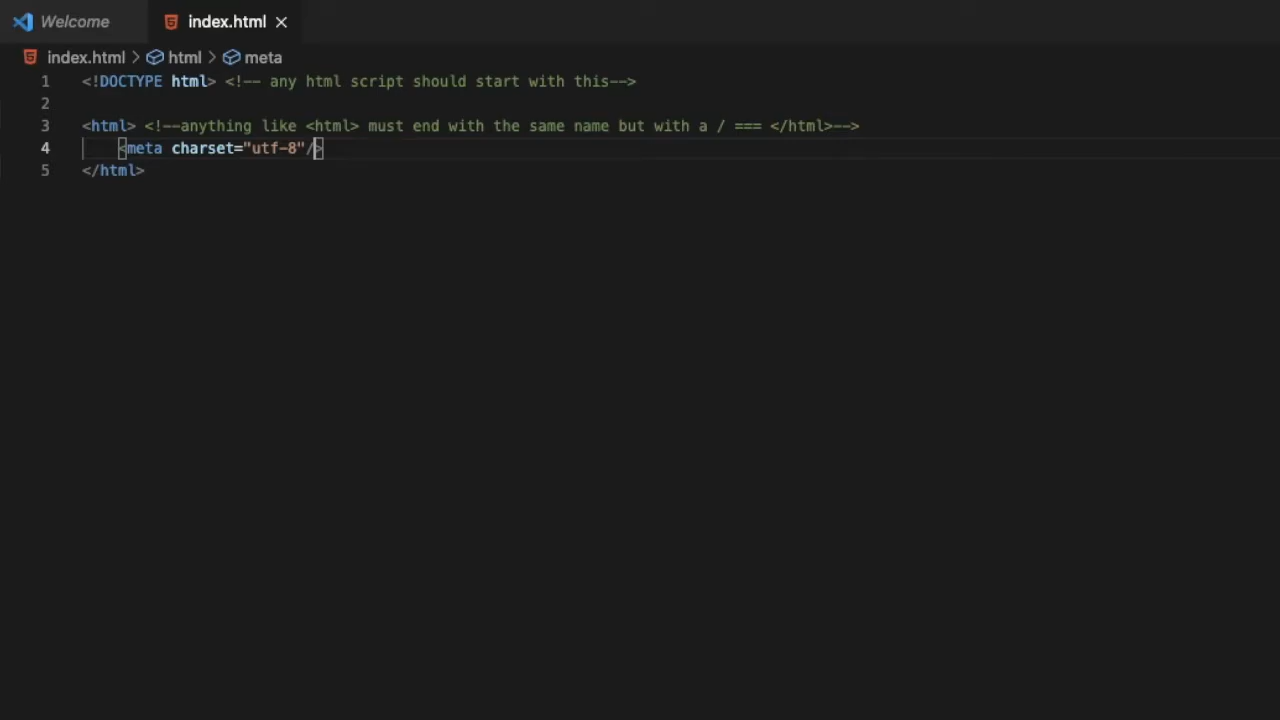 Welcome index.html
index.html > html > meta
1 <!DOCTYPE html> <!-- any html script should start with this-->
2
3 <html> <!--anything like <html> must end with the same name but with a / === </html>-->
4 <meta charset="utf-8"/>
5 </html>